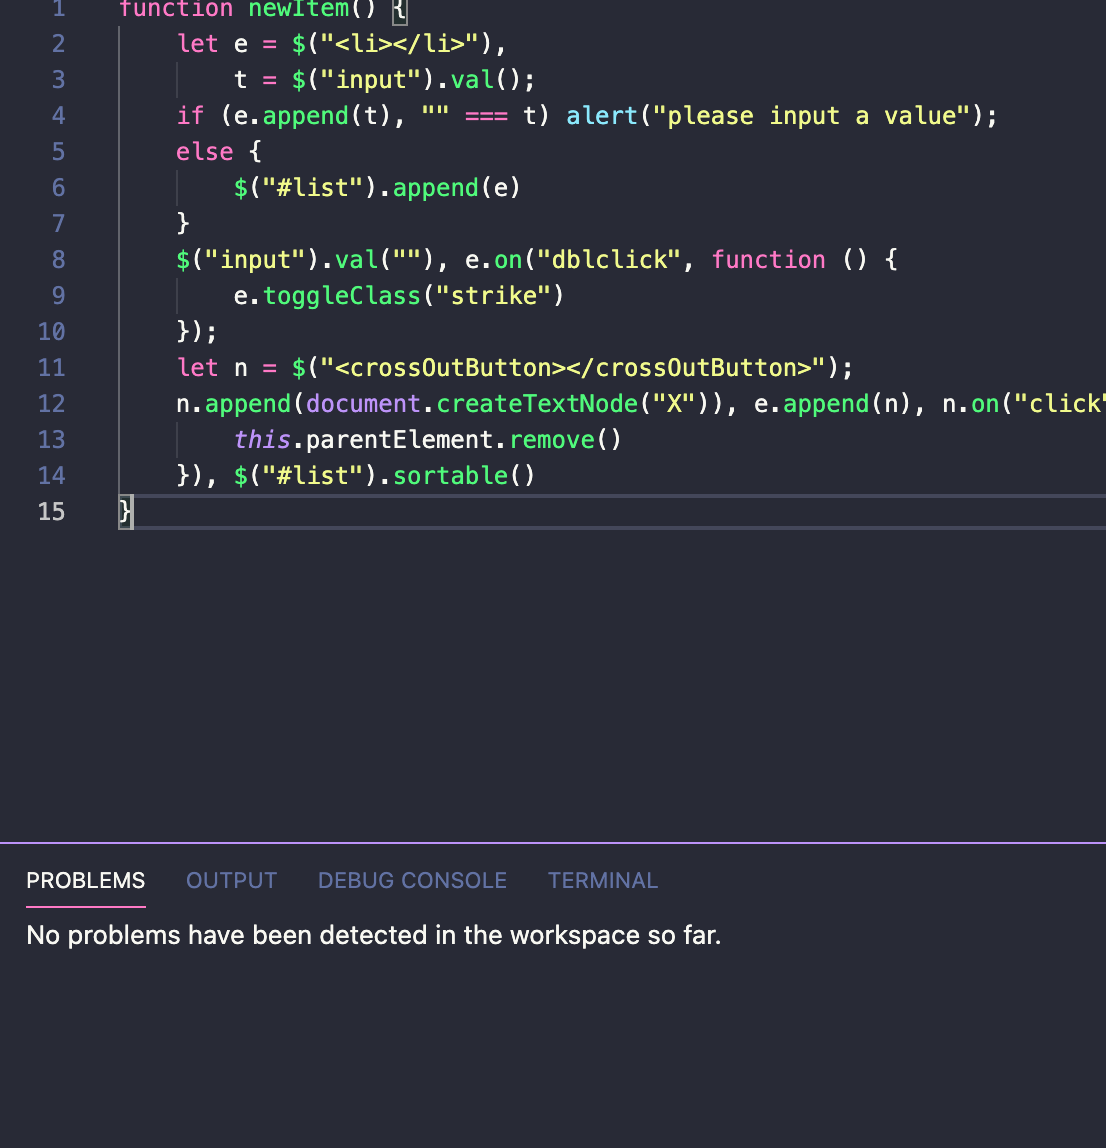 1 function newItem() {
2 let e = $("<li></li>"),
3 t = $("input").val();
4 if (e.append(t), "" === t) alert("please input a value");
5 else {
6 $("#list").append(e)
7 }
8 $("input").val(""), e.on("dblclick", function () {
9 e.toggleClass("strike")
10 });
11 let n = $("<crossOutButton></crossOutButton>");
12 n.append(document.createTextNode("X")), e.append(n), n.on("click"
13 this.parentElement.remove()
14 }), $("#list").sortable()
15 }
PROBLEMS OUTPUT DEBUG CONSOLE TERMINAL
No problems have been detected in the workspace so far.